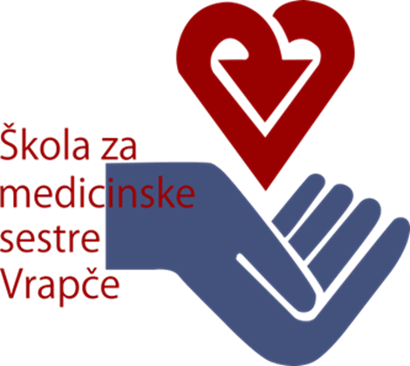 Škola za
medicinske
sestre
Vrapče